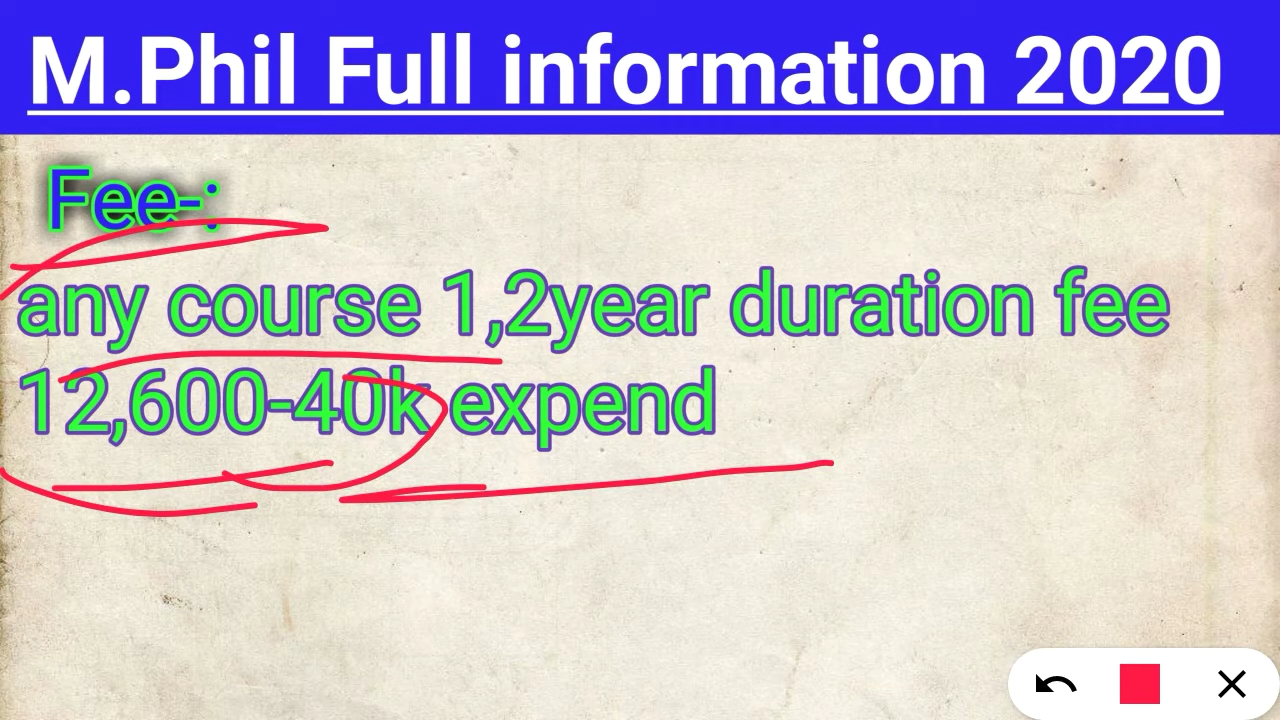 M.Phil Full information 2020
Fee-:
any course 1,2year duration fee
12,600-40k expend